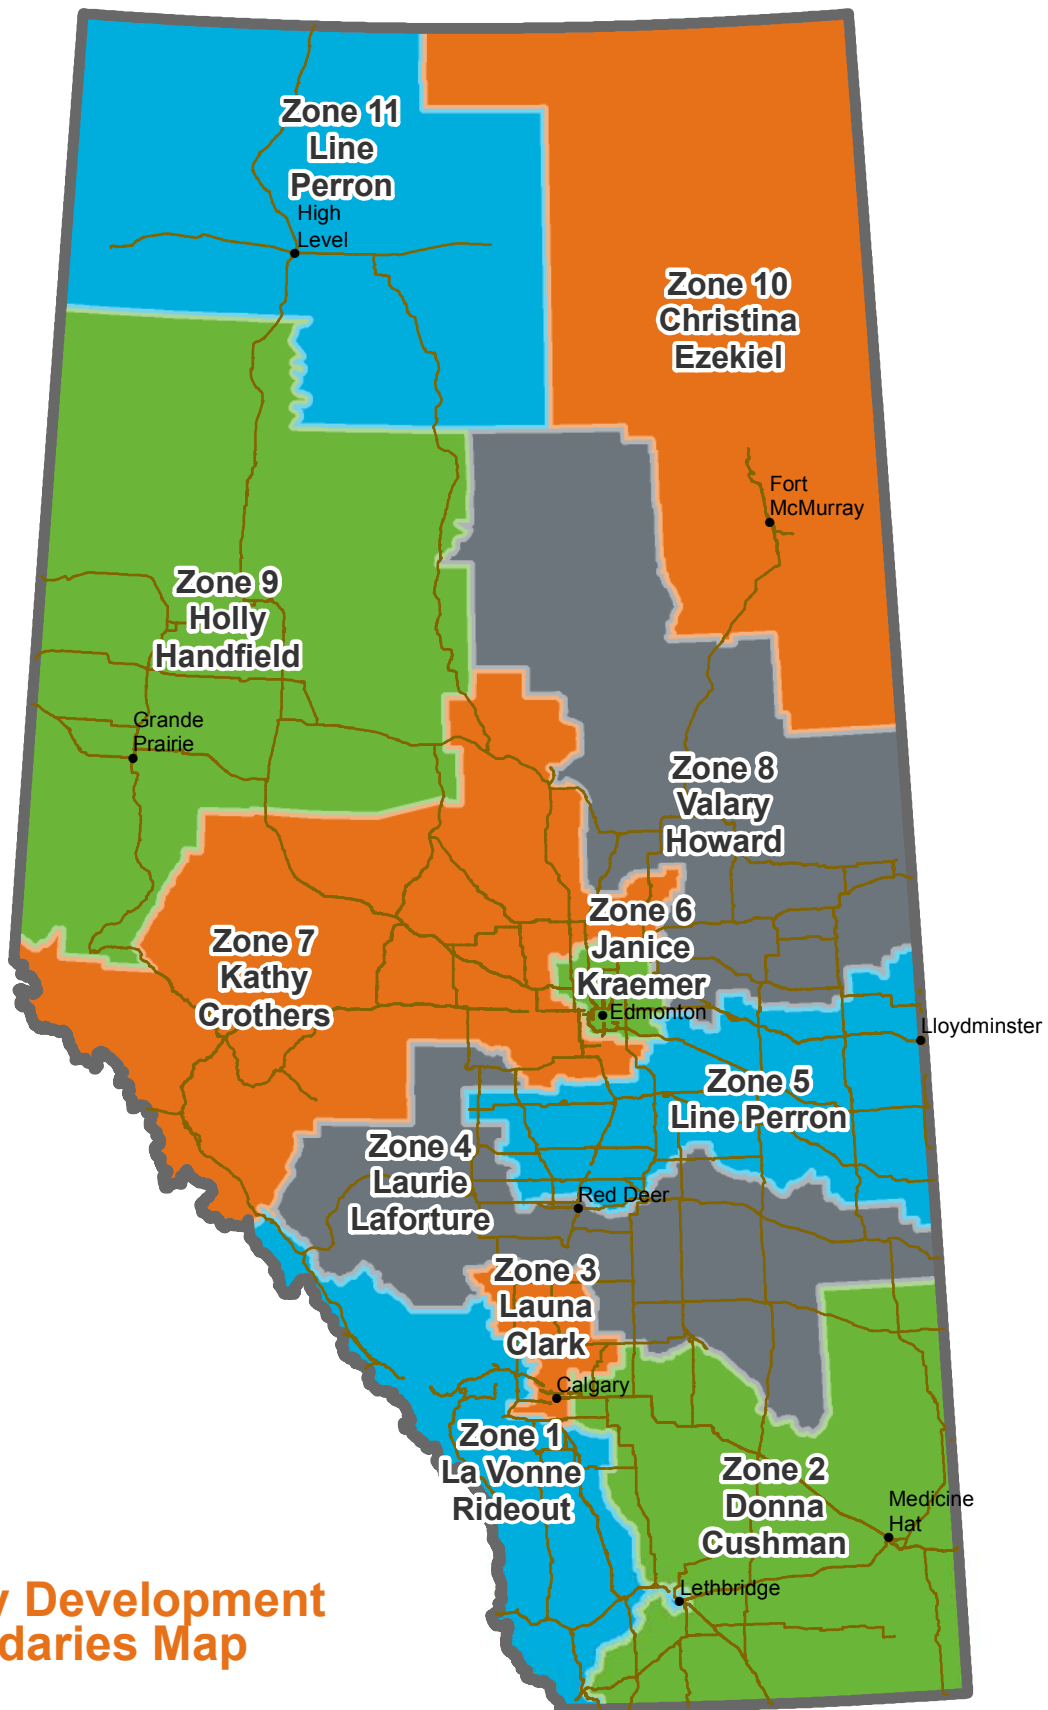 Zone 11
Line
Perron
High
Level
Zone 10
Christina
Ezekiel
Fort
McMurray
Zone 9
Holly
Handfield
Grande
Prairie
Zone 8
Valary
Howard
Zone 6
Janice
Kraemer
Edmonton
Zone 7
Kathy
Crothers
Lloydminster
Zone 5
Line Perron
Zone 4
Laurie
Laforture
Red Deer
Zone 3
Launa
Clark
Calgary
Zone 1
La Vonne
Rideout
Zone 2
Donna
Cushman
Medicine
Hat
Lethbridge
y Development
daries Map